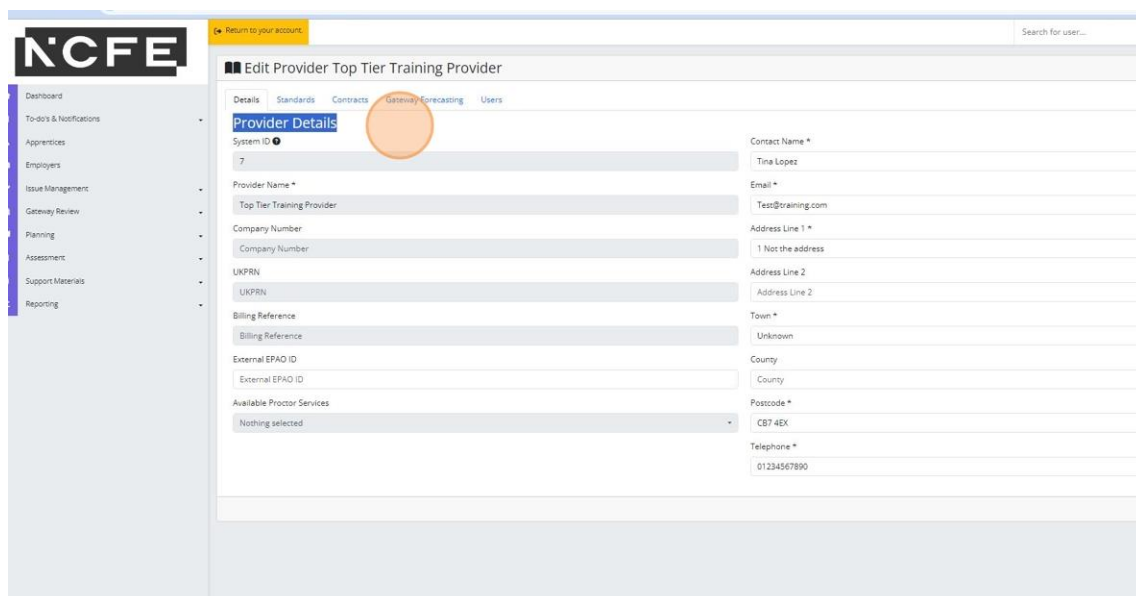 Return to your account.
Search for user...
NCFE
Edit Provider Top Tier Training Provider
Dashboard
To-do's & Notifications
Apprentices
Employers
Issue Management
Gateway Review
Planning
Assessment
Support Materials
Reporting
Details Standards Contracts Gateway Forecasting Users
Provider Details
System ID
7
Provider Name *
Top Tier Training Provider
Company Number
Company Number
UKPRN
UKPRN
Billing Reference
Billing Reference
External EPAO ID
External EPAO ID
Available Proctor Services
Nothing selected
Contact Name *
Tina Lopez
Email *
Test@training.com
Address Line 1 *
1 Not the address
Address Line 2
Address Line 2
Town *
Unknown
County
County
Postcode *
CB7 4EX
Telephone *
01234567890